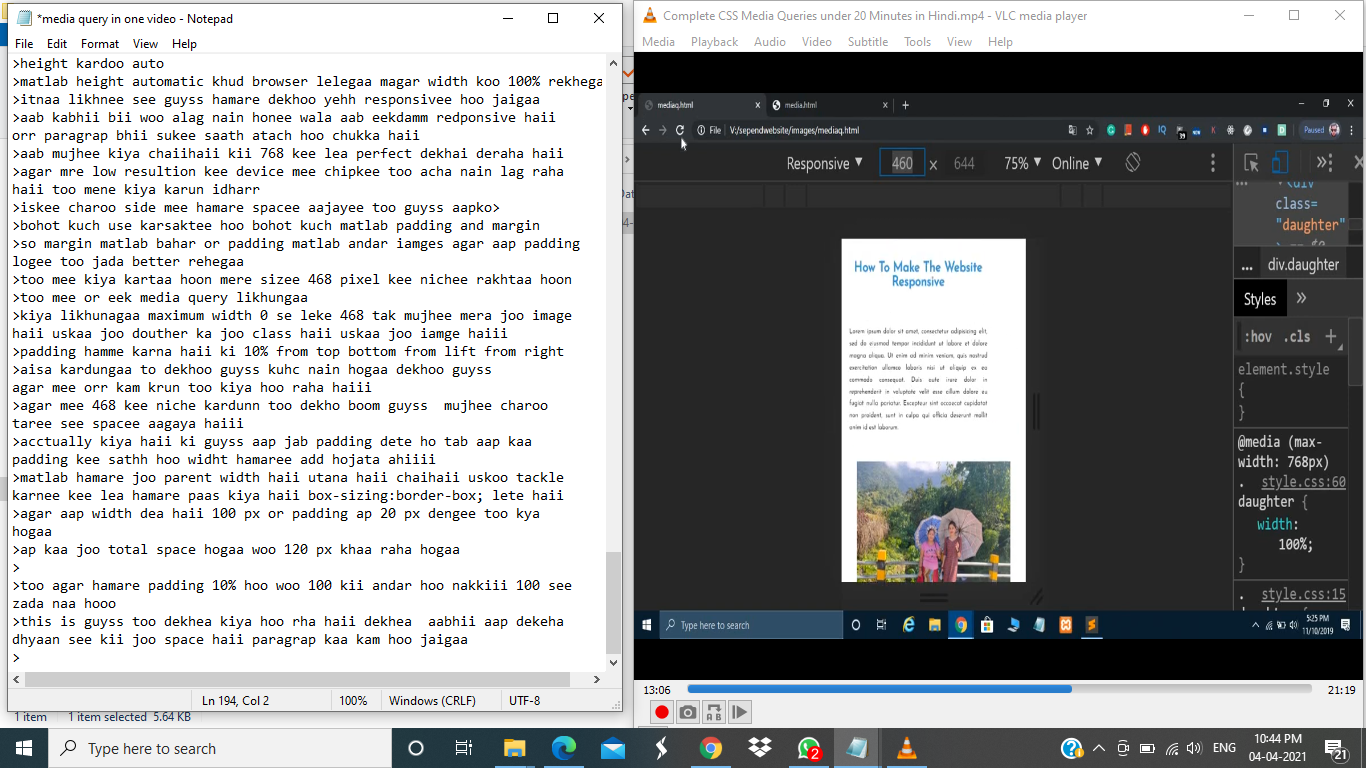 *media query in one video - Notepad
File Edit Format View Help
>height kardoo auto
>matlab height automatic khud browser lelegaa magar width koo 100% rekhega
>itnaa likhnee see guyss hamare dekhoo yehh responsivee hoo jaigaa
>aab kabhii bii woo alag nain honee wala aab eekdamm redponsive haii
orr paragrap bhii sukee saath atach hoo chukka haii
>aab mujhee kiya chaiihaii kii 768 kee lea perfect dekhai deraha haii
>agar mre low resultion kee device mee chipkee too acha nain lag raha
haii too mene kiya karun idharr
>iskee charoo side mee hamare spacee aajayee too guyss aapko>
>bohot kuch use karsaktee hoo bohot kuch matlab padding and margin
>so margin matlab bahar or padding matlab andar iamges agar aap padding
logee too jada better rehegaa
>too mee kiya kartaa hoon mere sizee 468 pixel kee nichee rakhtaa hoon
>too mee or eek media query likhungaa
>kiya likhunagaa maximum width 0 se leke 468 tak mujhee mera joo image
haii uskaa joo douther ka joo class haii uskaa joo iamge haiii
>padding hamme karna haii ki 10% from top bottom from lift from right
>aisa kardungaa to dekhoo guyss kuhc nain hogaa dekhoo guyss
agar mee orr kam krun too kiya hoo raha haiii
>agar mee 468 kee niche kardunn too dekho boom guyss  mujhee charoo
taree see spacee aagaya haiii
>acctually kiya haii ki guyss aap jab padding dete ho tab aap kaa
padding kee sathh hoo widht hamaree add hojata ahiiii
>matlab hamare joo parent width haii utana haii chaihaii uskoo tackle
karnee kee lea hamare paas kiya haii box-sizing:border-box; lete haii
>agar aap width dea haii 100 px or padding ap 20 px dengee too kya
hogaa
>ap kaa joo total space hogaa woo 120 px khaa raha hogaa
>
>too agar hamare padding 10% hoo woo 100 kii andar hoo nakkiii 100 see
zada naa hooo
>this is guyss too dekhea kiya hoo rha haii dekhea  aabhii aap dekeha
dhyaan see kii joo space haii paragrap kaa kam hoo jaigaa
>
Ln 194, Col 2 100% Windows (CRLF) UTF-8
1 item 1 item selected 5.64 KB
Complete CSS Media Queries under 20 Minutes in Hindi.mp4 - VLC media player
Media Playback Audio Video Subtitle Tools View Help
mediaq.html x media.html x +
File V:/sependwebsite/images/mediaq.html Paused
Responsive 460 x 644 75% Online
How To Make The Website
Responsive
Lorem ipsum dolor sit amet, consectetur adipisicing elit,
sed do eiusmod tempor incididunt ut labore et dolore
magna aliqua. Ut enim ad minim veniam, quis nostrud
exercitation ullamco laboris nisi ut aliquip ex ea
commodo consequat. Duis aute irure dolor in
reprehenderit in voluptate velit esse cillum dolore eu
fugiat nulla pariatur. Excepteur sint occaecat cupidatat
non proident, sunt in culpa qui officia deserunt mollit
anim id est laborum.
<div
class=
"daughter"
... div.daughter
Styles »
:hov .cls +
element.style
{
}
@media (max-
width: 768px)
. style.css:60
daughter {
width:
100%;
}
. style.css:15
Type here to search
5:25 PM
11/10/2019
13:06 21:19
Type here to search
2
ENG
10:44 PM
04-04-2021
21